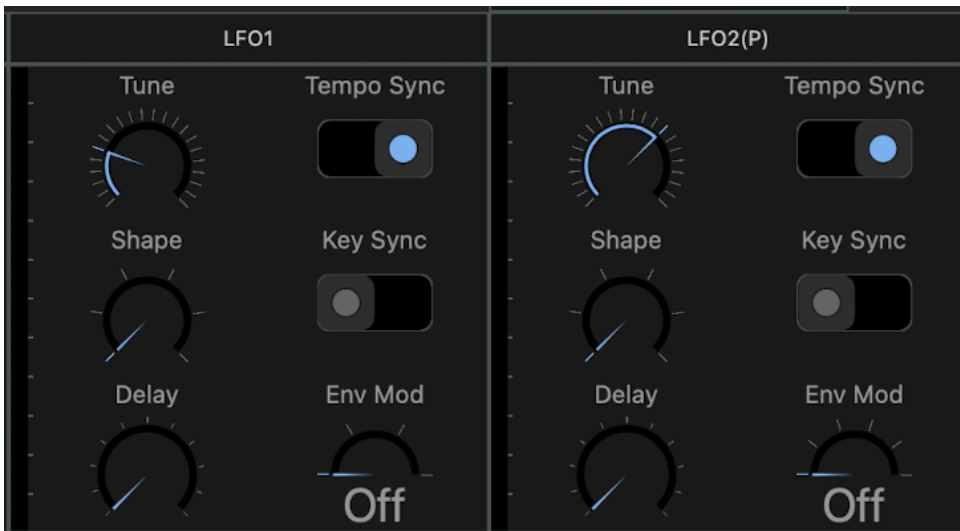 LFO1 LFO2(P)
Tune Tempo Sync Tune Tempo Sync
Shape Key Sync Shape Key Sync
Delay Env Mod Delay Env Mod
Off Off